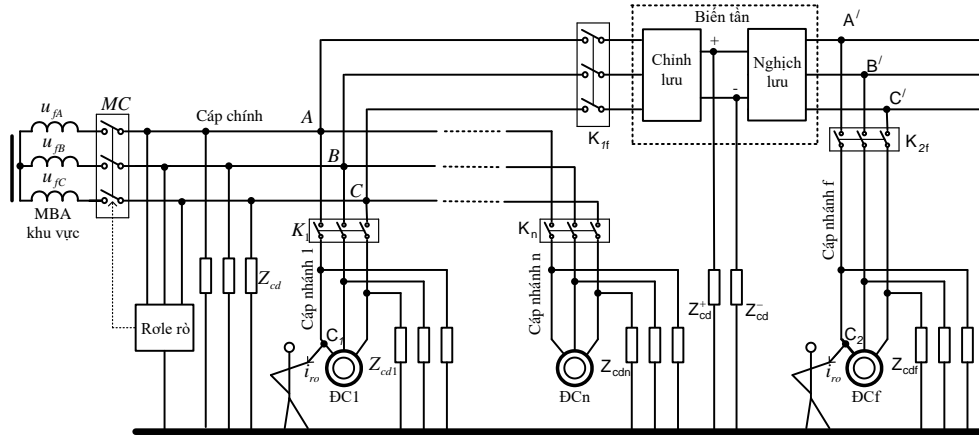 Biến tần
A/
B/
C/
+
-
Chỉnh
lưu
Nghịch
lưu
K1f
K2f
MC
ufA
ufB
ufC
MBA
khu vực
Cáp chính
A
B
C
K1
Kn
Cáp nhánh 1
Cáp nhánh n
Cáp nhánh f
Zcd
Zcd+
Zcd-
Rơle rò
C1
iro
ĐC1
Zcd1
ĐCn
Zcdn
C2
iro
ĐCf
Zcdf